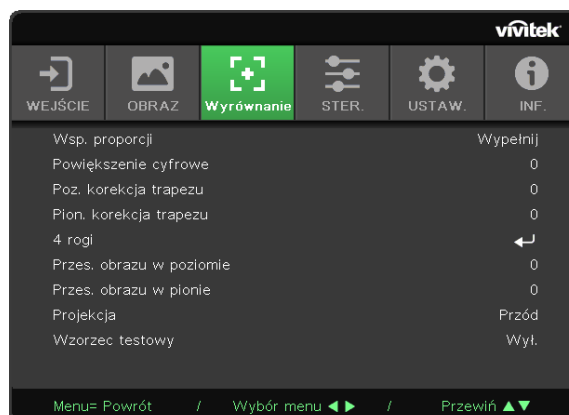 vivitek
WEJŚCIE OBRAZ Wyrównanie STER. USTAW. INF.
Wsp. proporcji Wypełnij
Powiększenie cyfrowe 0
Poz. korekcja trapezu 0
Pion. korekcja trapezu 0
4 rogi
Przes. obrazu w poziomie 0
Przes. obrazu w pionie 0
Projekcja Przód
Wzorzec testowy Wył.
Menu= Powrót / Wybór menu ◄ ► / Przewiń ▲▼